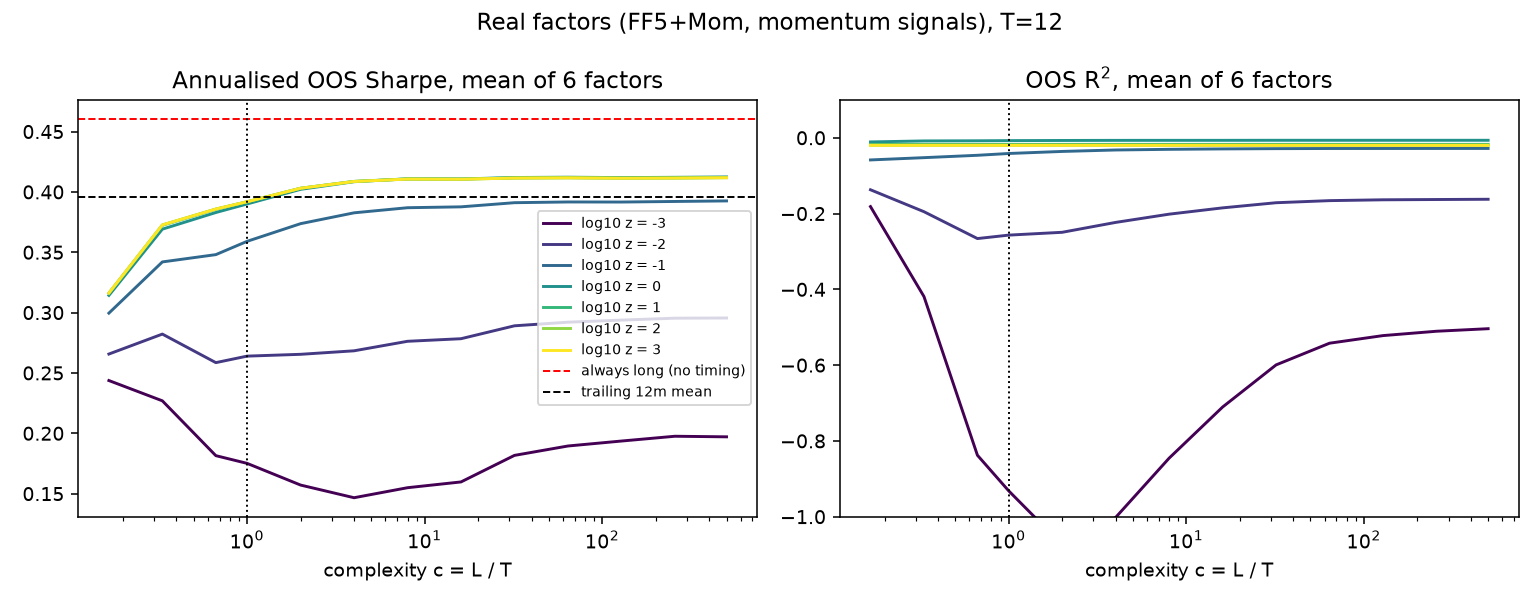 Real factors (FF5+Mom, momentum signals), T=12
Annualised OOS Sharpe, mean of 6 factors
0.45
0.40
0.35
0.30
0.25
0.20
0.15
log10 z = -3
log10 z = -2
log10 z = -1
log10 z = 0
log10 z = 1
log10 z = 2
log10 z = 3
always long (no timing)
trailing 12m mean
10⁰
10¹
10²
complexity c = L / T
OOS R², mean of 6 factors
0.0
−0.2
−0.4
−0.6
−0.8
−1.0
10⁰
10¹
10²
complexity c = L / T